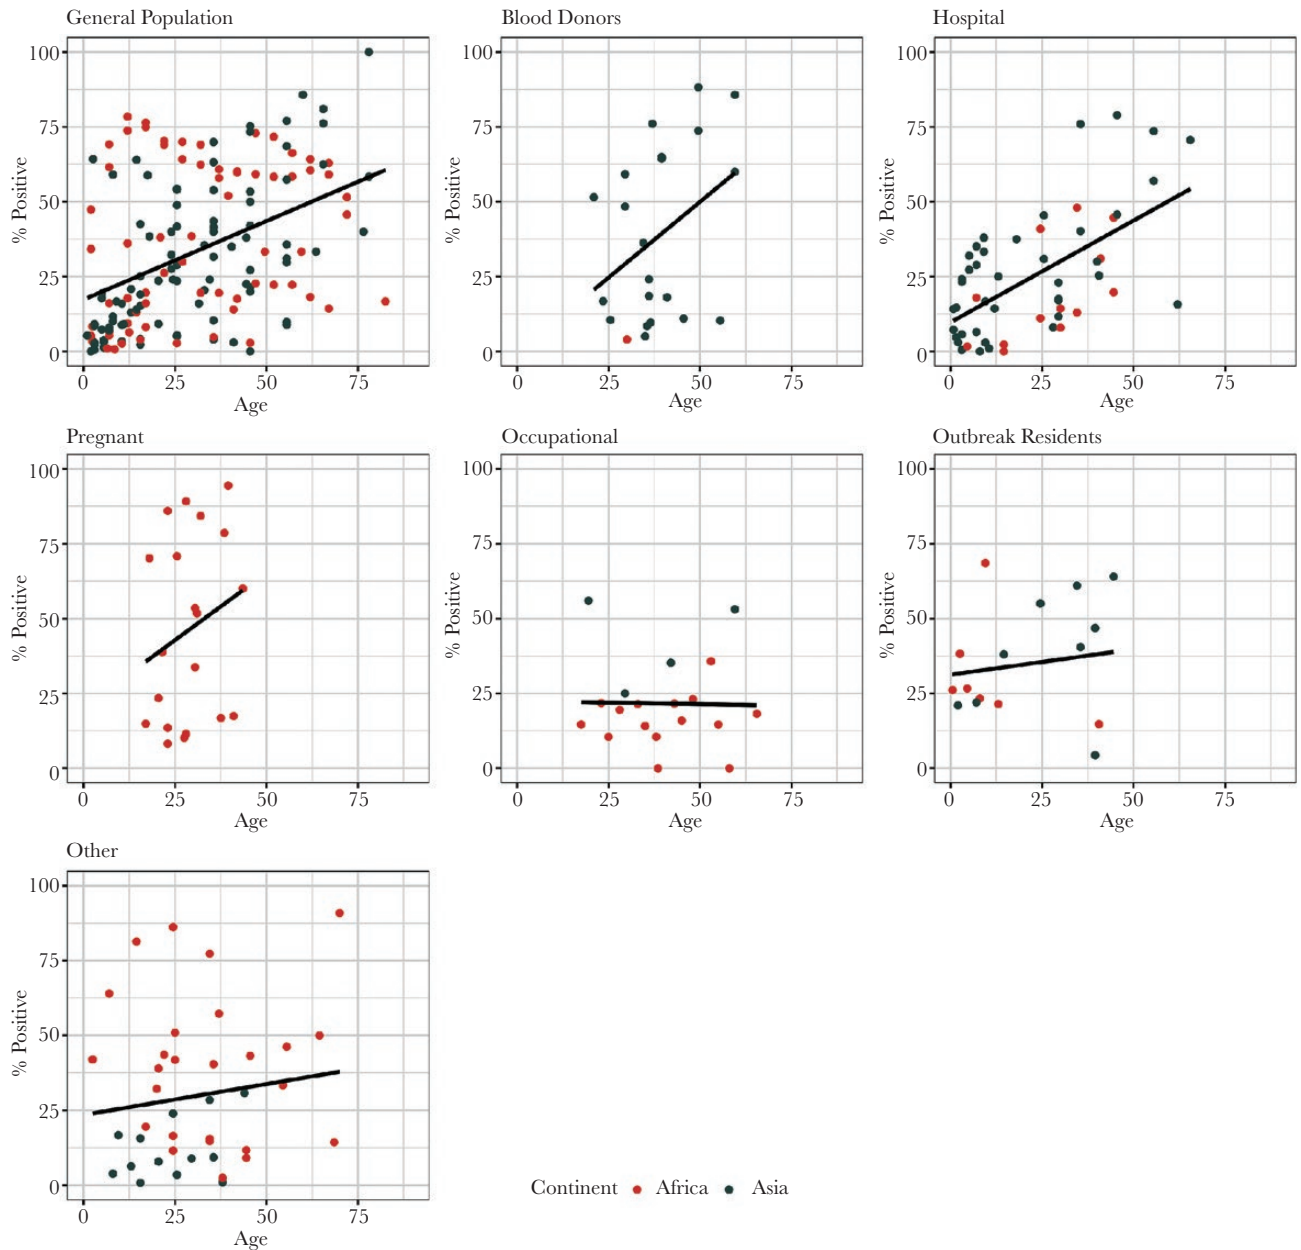 General Population
Blood Donors
Hospital
100
75
50
25
0
% Positive
0 25 50 75
Age
100
75
50
25
0
% Positive
0 25 50 75
Age
100
75
50
25
0
% Positive
0 25 50 75
Age
Pregnant
Occupational
Outbreak Residents
100
75
50
25
0
% Positive
0 25 50 75
Age
100
75
50
25
0
% Positive
0 25 50 75
Age
100
75
50
25
0
% Positive
0 25 50 75
Age
Other
100
75
50
25
0
% Positive
0 25 50 75
Age
Continent Africa Asia